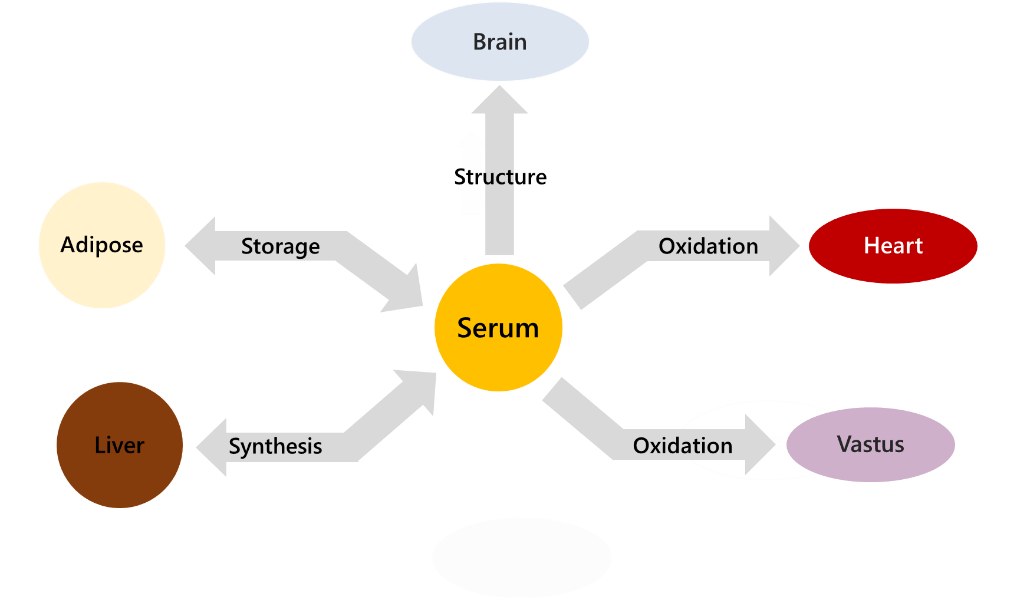 Brain
Structure
Adipose
Storage
Oxidation
Heart
Serum
Liver
Synthesis
Oxidation
Vastus